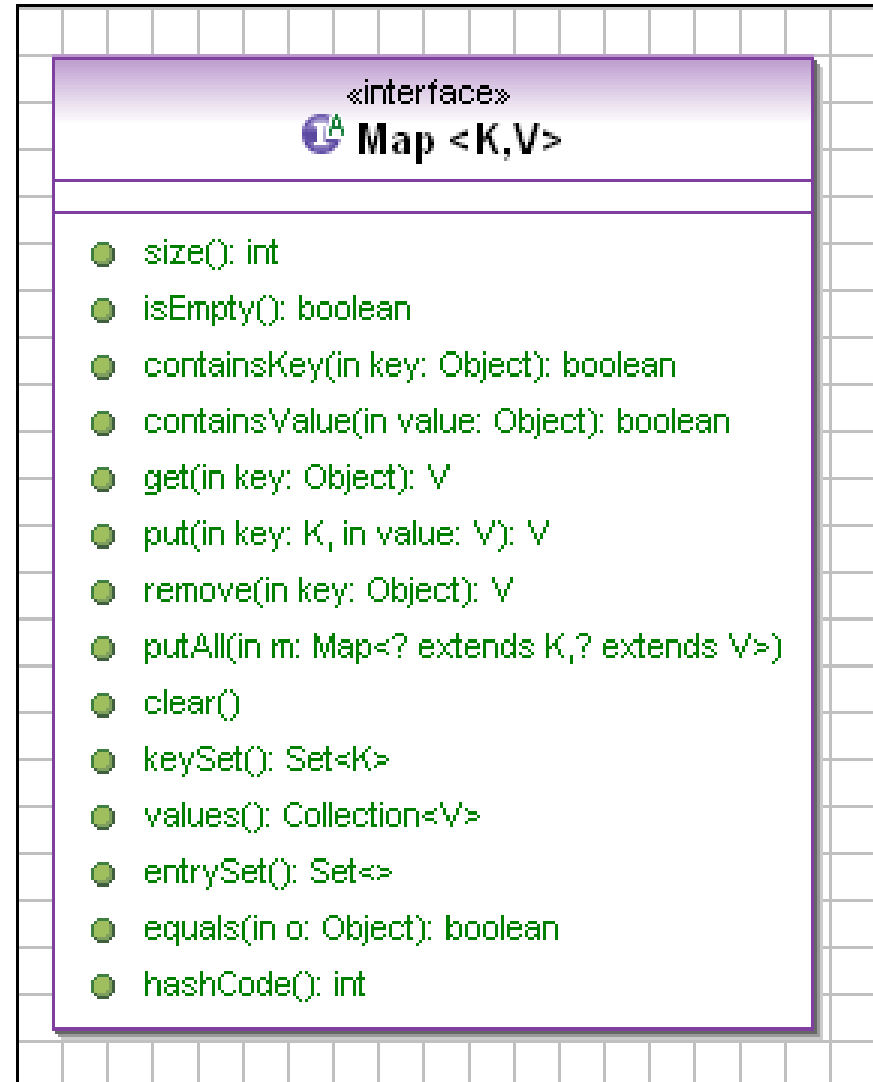 «interface»
Map <K,V>
size(): int
isEmpty(): boolean
containsKey(in key: Object): boolean
containsValue(in value: Object): boolean
get(in key: Object): V
put(in key: K, in value: V): V
remove(in key: Object): V
putAll(in m: Map<? extends K,? extends V>)
clear()
keySet(): Set<K>
values(): Collection<V>
entrySet(): Set<>
equals(in o: Object): boolean
hashCode(): int